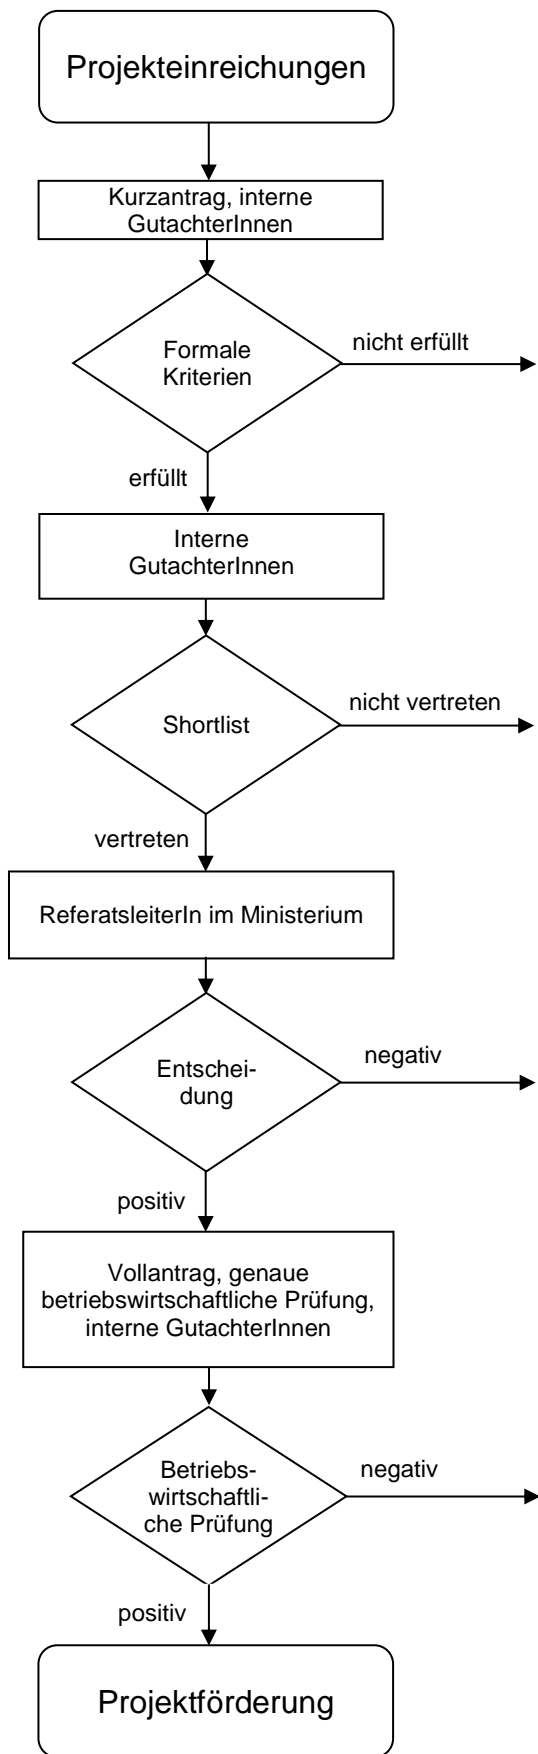 Projekteinreichungen
Kurzantrag, interne
GutachterInnen
Formale
Kriterien
nicht erfüllt
erfüllt
Interne
GutachterInnen
Shortlist
nicht vertreten
vertreten
ReferatsleiterIn im Ministerium
Entschei-
dung
negativ
positiv
Vollantrag, genaue
betriebswirtschaftliche Prüfung,
interne GutachterInnen
Betriebs-
wirtschaftli-
che Prüfung
negativ
positiv
Projektförderung